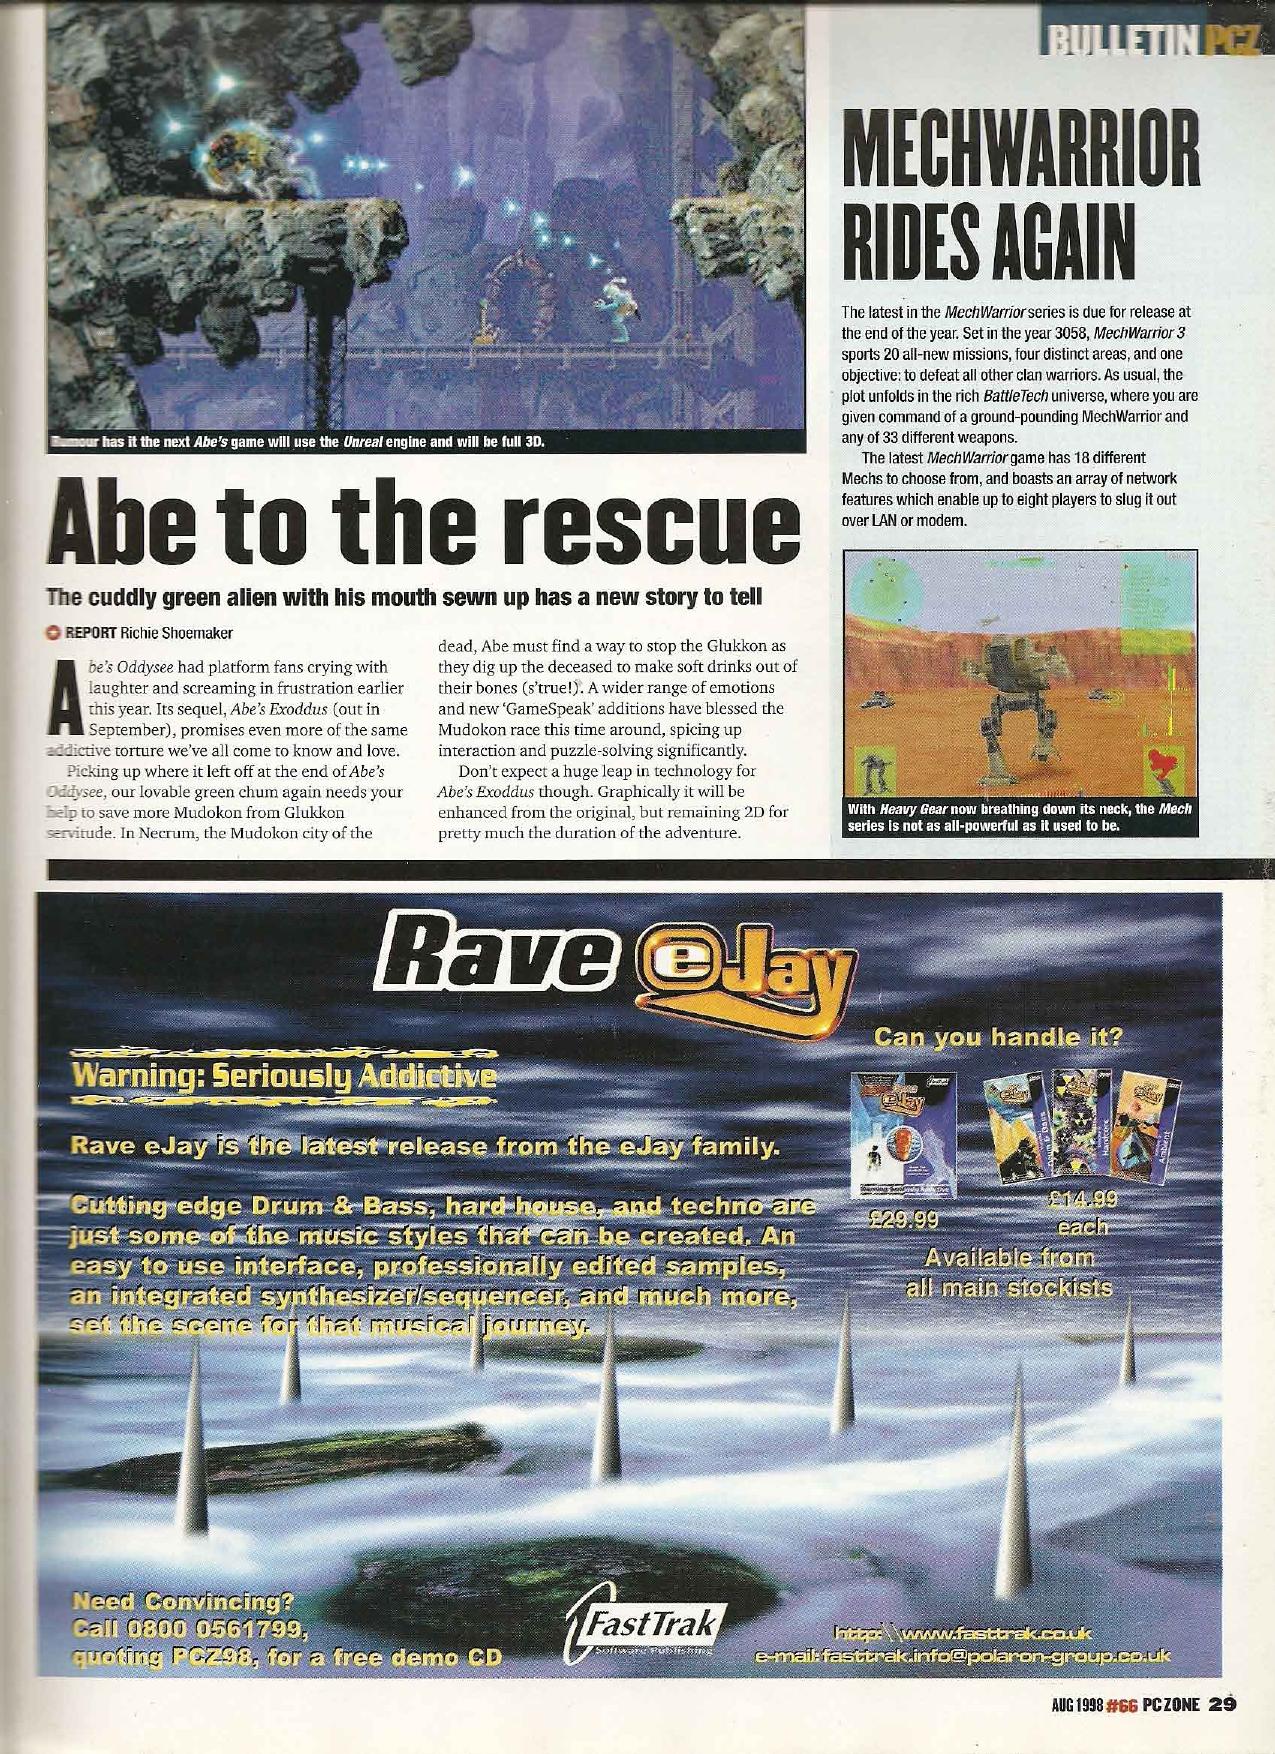 BULLETIN PCZ
Rumour has it the next Abe's game will use the Unreal engine and will be full 3D.
Abe to the rescue
The cuddly green alien with his mouth sewn up has a new story to tell
REPORT Richie Shoemaker
Abe's Oddysee had platform fans crying with
laughter and screaming in frustration earlier
this year. Its sequel, Abe's Exoddus (out in
September), promises even more of the same
addictive torture we've all come to know and love.
Picking up where it left off at the end of Abe's
Oddysee, our lovable green chum again needs your
help to save more Mudokon from Glukkon
servitude. In Necrum, the Mudokon city of the
dead, Abe must find a way to stop the Glukkon as
they dig up the deceased to make soft drinks out of
their bones (s'true!). A wider range of emotions
and new 'GameSpeak' additions have blessed the
Mudokon race this time around, spicing up
interaction and puzzle-solving significantly.
Don't expect a huge leap in technology for
Abe's Exoddus though. Graphically it will be
enhanced from the original, but remaining 2D for
pretty much the duration of the adventure.
MECHWARRIOR
RIDES AGAIN
The latest in the MechWarrior series is due for release at
the end of the year. Set in the year 3058, MechWarrior 3
sports 20 all-new missions, four distinct areas, and one
objective: to defeat all other clan warriors. As usual, the
plot unfolds in the rich BattleTech universe, where you are
given command of a ground-pounding MechWarrior and
any of 33 different weapons.
The latest MechWarrior game has 18 different
Mechs to choose from, and boasts an array of network
features which enable up to eight players to slug it out
over LAN or modem.
With Heavy Gear now breathing down its neck, the Mech
series is not as all-powerful as it used to be.
Rave eJay
Can you handle it?
Warning: Seriously Addictive
Rave eJay is the latest release from the eJay family.
Cutting edge Drum & Bass, hard house, and techno are
just some of the music styles that can be created. An
easy to use interface, professionally edited samples,
an integrated synthesizer/sequencer, and much more,
set the scene for that musical journey.
£29.99
£14.99
each
Available from
all main stockists
Need Convincing?
Call 0800 0561799,
quoting PCZ98, for a free demo CD
FastTrak
Software Publishing
http:\\www.fasttrak.co.uk
e-mail:fasttrak.info@polaron-group.co.uk
AUG 1998 #66 PC ZONE 29